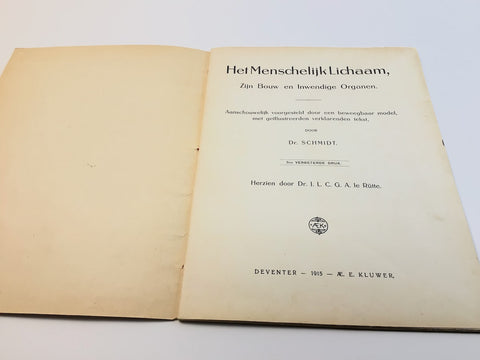 Het Menschelijk Lichaam,
Zijn Bouw en Inwendige Organen.
Aanschouwelijk voorgesteld door een beweegbaar model,
met geïllustreerden verklarenden tekst.
DOOR
Dr. SCHMIDT.
VERBETERDE DRUK.
Herzien door Dr. J. L. C. G. A. le Rütte.
ÆK
DEVENTER – 1915 – Æ. E. KLUWER.